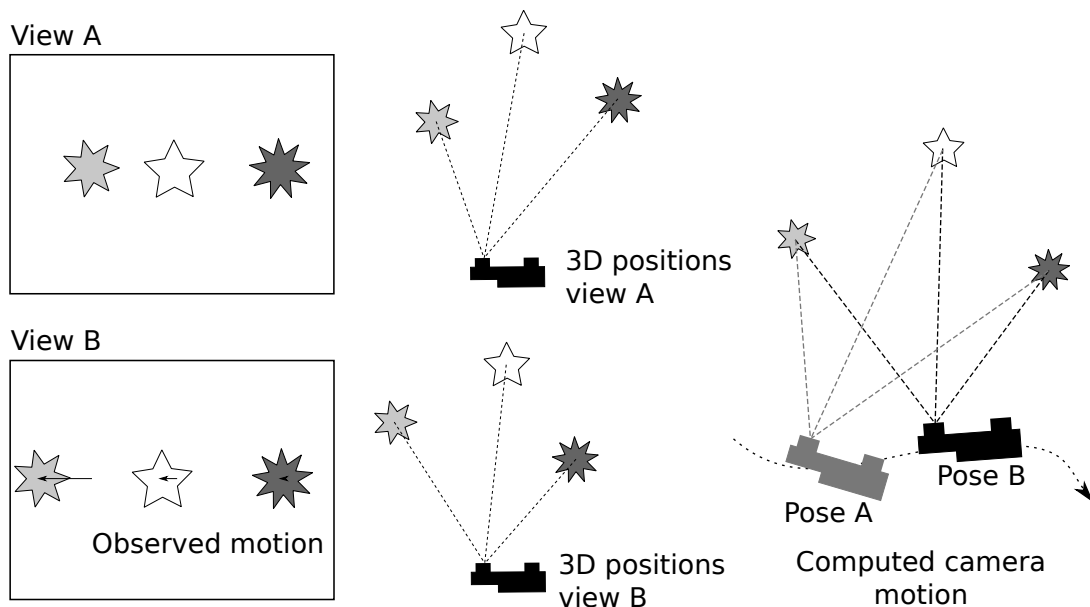 View A
3D positions
view A
View B
Observed motion
3D positions
view B
Pose A
Pose B
Computed camera
motion